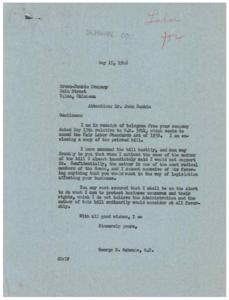 Labor
for
DELAWARE CO.
May 15, 1946
Brown-Dunkin Company
Main Street
Tulsa, Oklahoma
Attention: Mr. John Dunkin
Gentlemen:
I am in receipt of telegram from your company
dated May 13th relative to H.R. which seeks to
amend the Fair Labor Standards Act of 1938. I am en-
closing a copy of the printed bill.
I have scanned the bill hastily, and can say
frankly to you that when I noticed the name of the author
of the bill I almost immediately said I would not support
it. Confidentially, the author is one of the most radical
members of the House, and I cannot conceive of his favor-
ing anything that you would want in the way of legislation
affecting your business.
You may rest assured that I shall be on the alert
to do what I can to protect business concerns and their
rights, which I do not believe the Administration and the
author of this bill ordinarily would consider at all favor-
ably.
With all good wishes, I am
Sincerely yours,
George B. Schwabe, M.C.